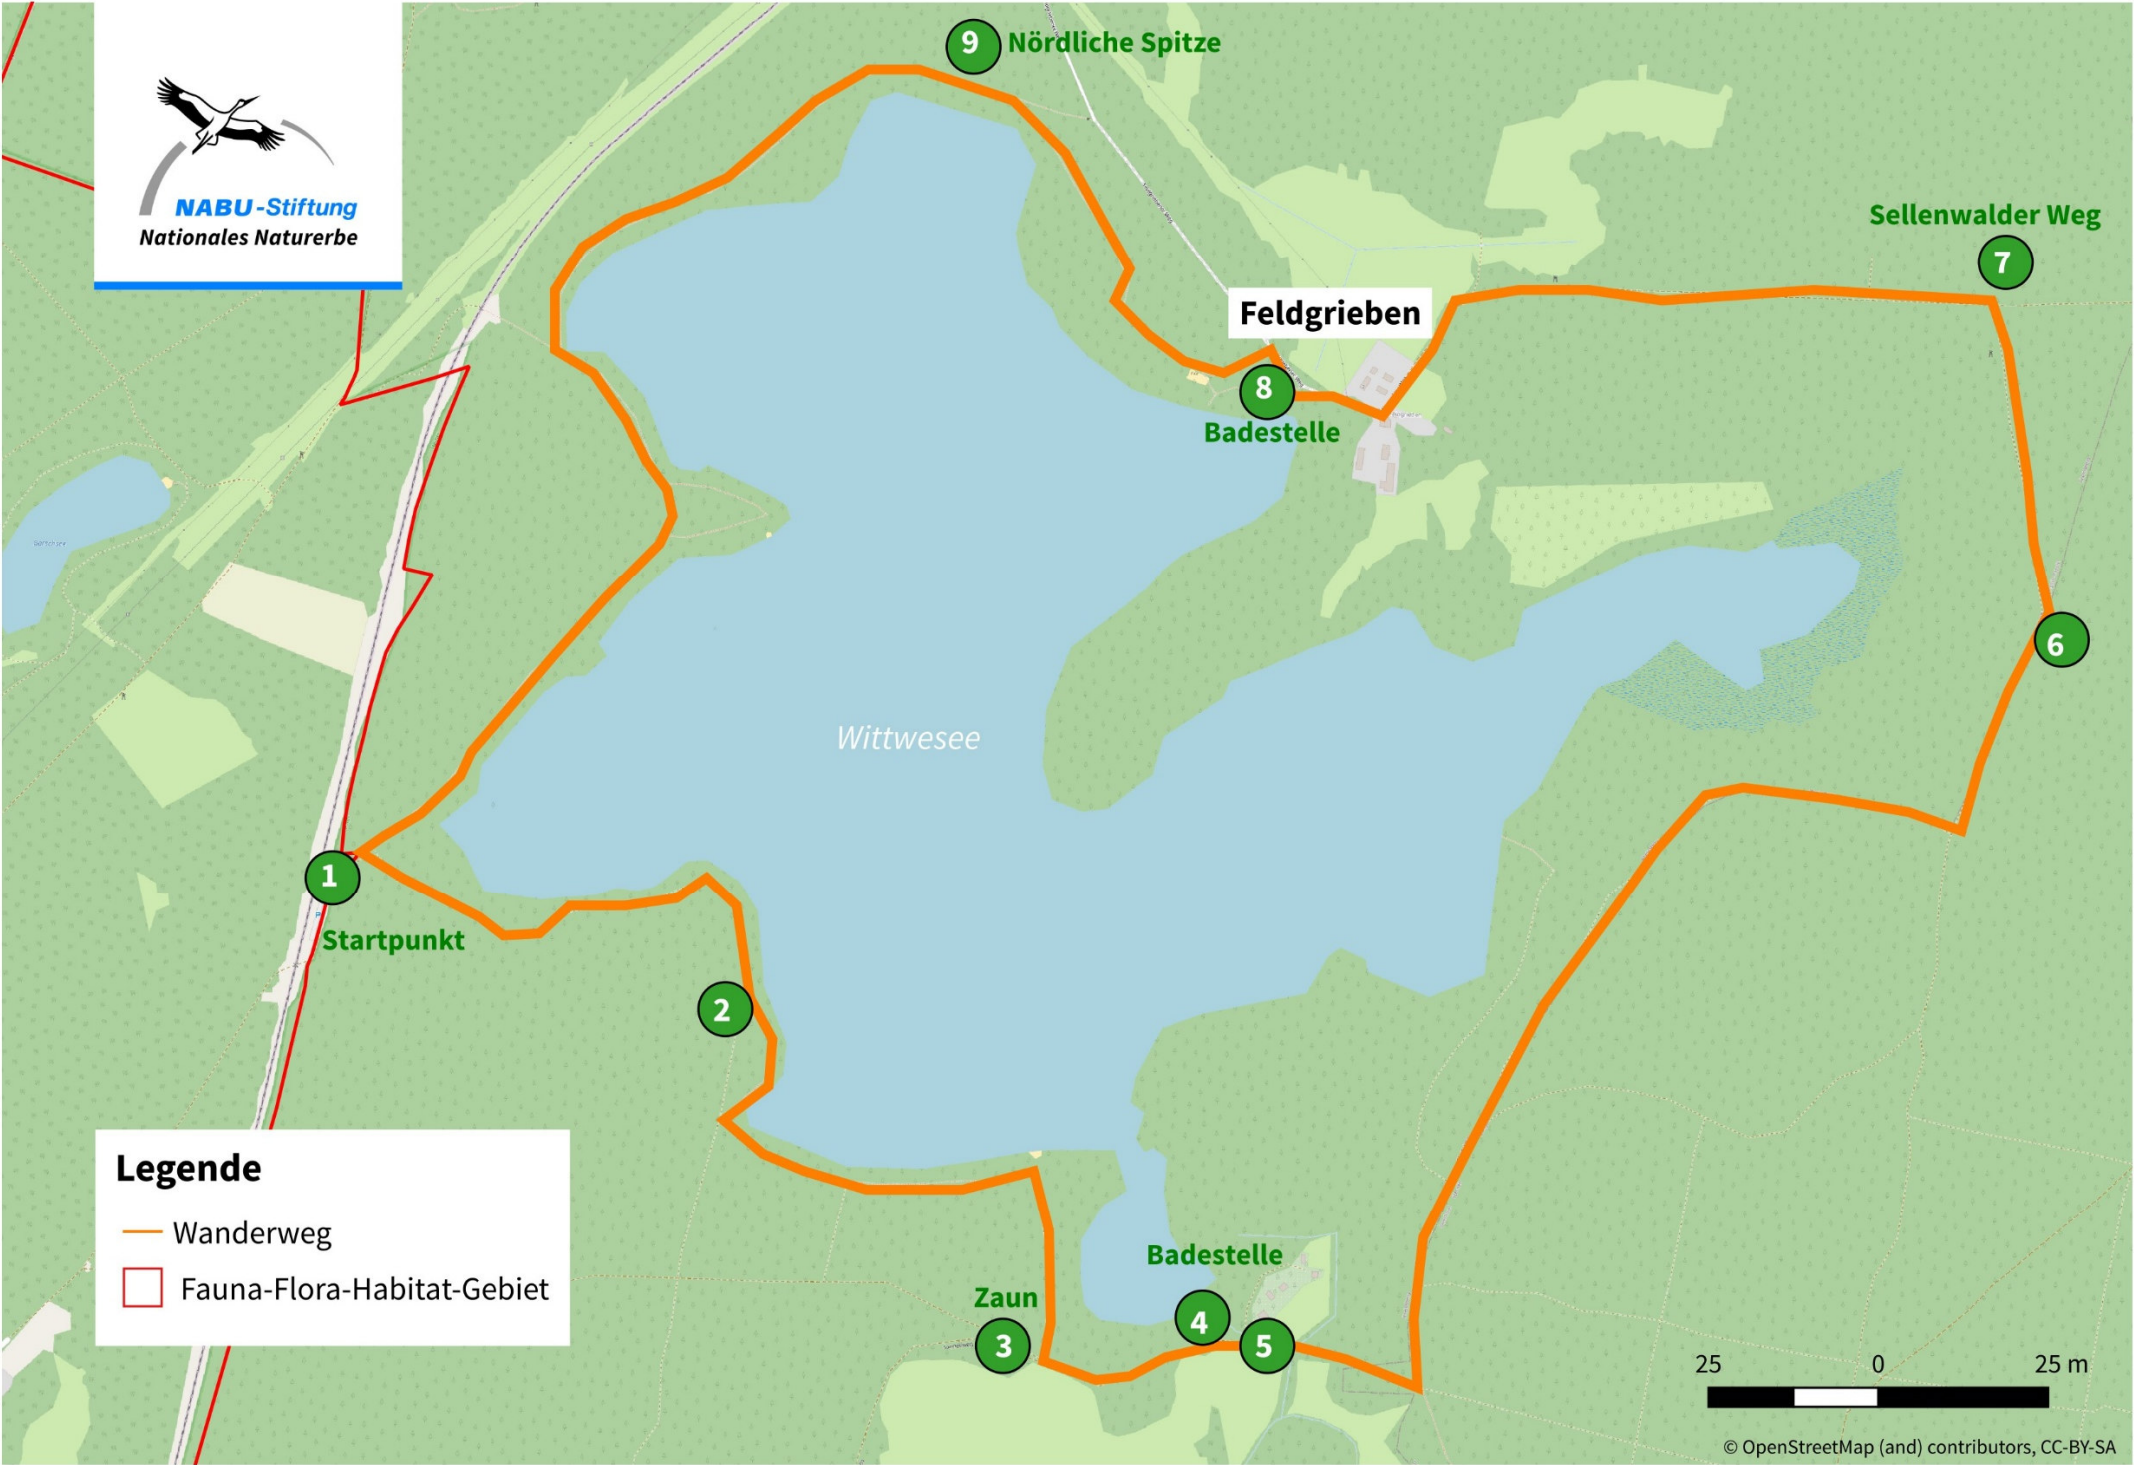 9 Nördliche Spitze
NABU-Stiftung
Nationales Naturerbe
Sellenwalder Weg
7
Feldgrieben
8
Badestelle
6
Wittwesee
1
Startpunkt
2
Legende
Wanderweg
Fauna-Flora-Habitat-Gebiet
Badestelle
Zaun
4
3
5
25 0 25 m
© OpenStreetMap (and) contributors, CC-BY-SA